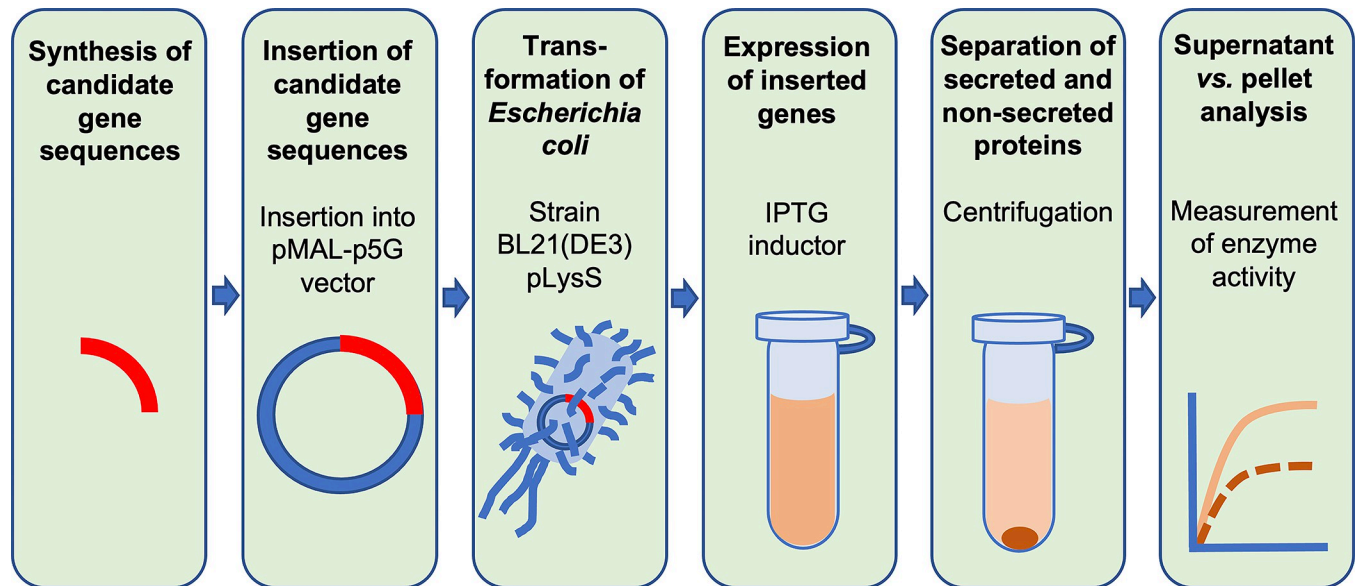 Synthesis of
candidate
gene
sequences
Insertion of
candidate
gene
sequences
Insertion into
pMAL-p5G
vector
Trans-
formation of
Escherichia
coli
Strain
BL21(DE3)
pLysS
Expression
of inserted
genes
IPTG
inductor
Separation of
secreted and
non-secreted
proteins
Centrifugation
Supernatant
vs. pellet
analysis
Measurement
of enzyme
activity